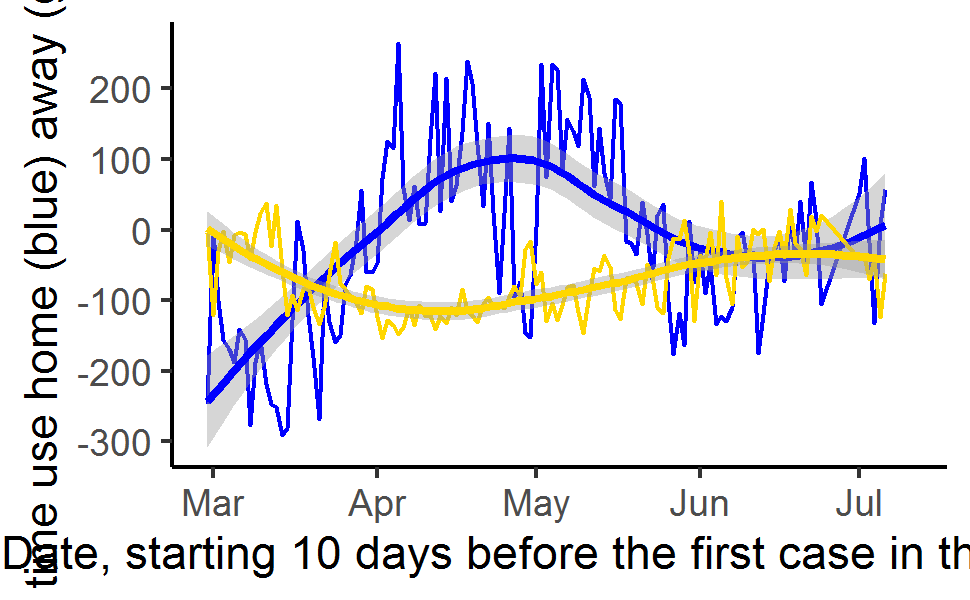 time use home (blue) away (
200
100
0
-100
-200
-300
Mar Apr May Jun Jul
Date, starting 10 days before the first case in th